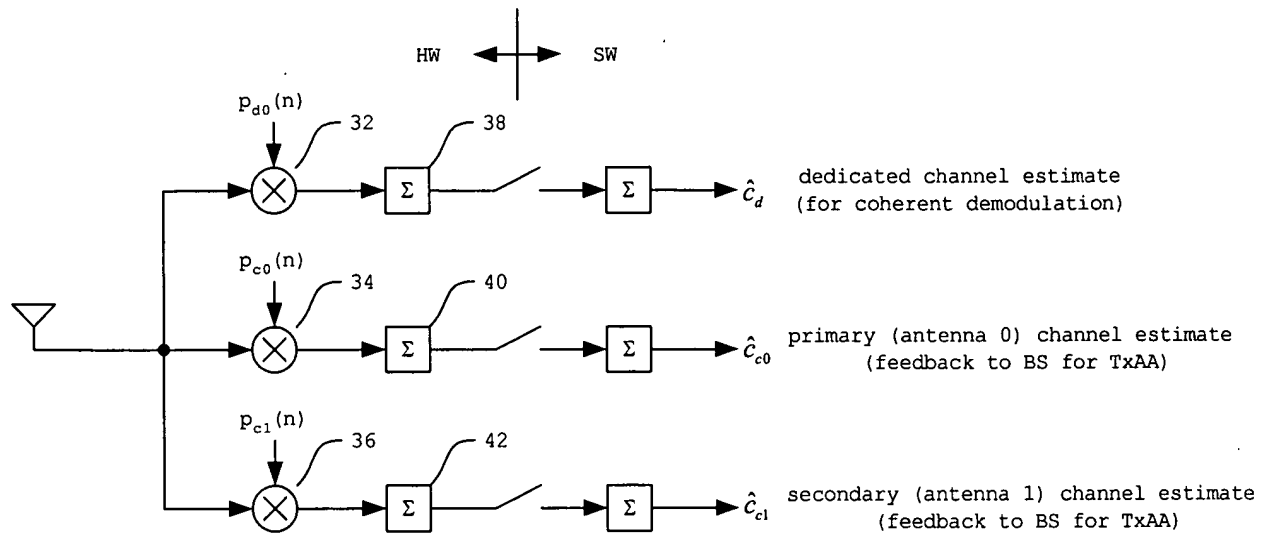 HW SW
p_d0(n)
32 38
Σ Σ ĉ_d dedicated channel estimate
(for coherent demodulation)
p_c0(n)
34 40
Σ Σ ĉ_c0 primary (antenna 0) channel estimate
(feedback to BS for TxAA)
p_c1(n)
36 42
Σ Σ ĉ_c1 secondary (antenna 1) channel estimate
(feedback to BS for TxAA)